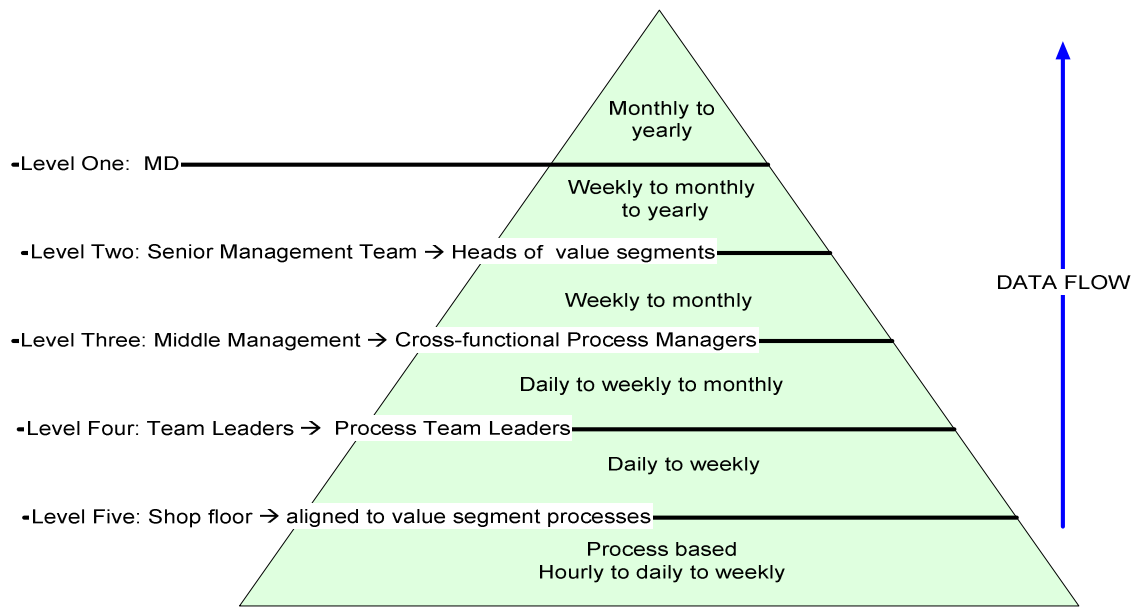 Monthly to
yearly
Level One:  MD
Weekly to monthly
to yearly
Level Two: Senior Management Team → Heads of  value segments
DATA FLOW
Weekly to monthly
Level Three: Middle Management → Cross-functional Process Managers
Daily to weekly to monthly
Level Four: Team Leaders →  Process Team Leaders
Daily to weekly
Level Five: Shop floor → aligned to value segment processes
Process based
Hourly to daily to weekly